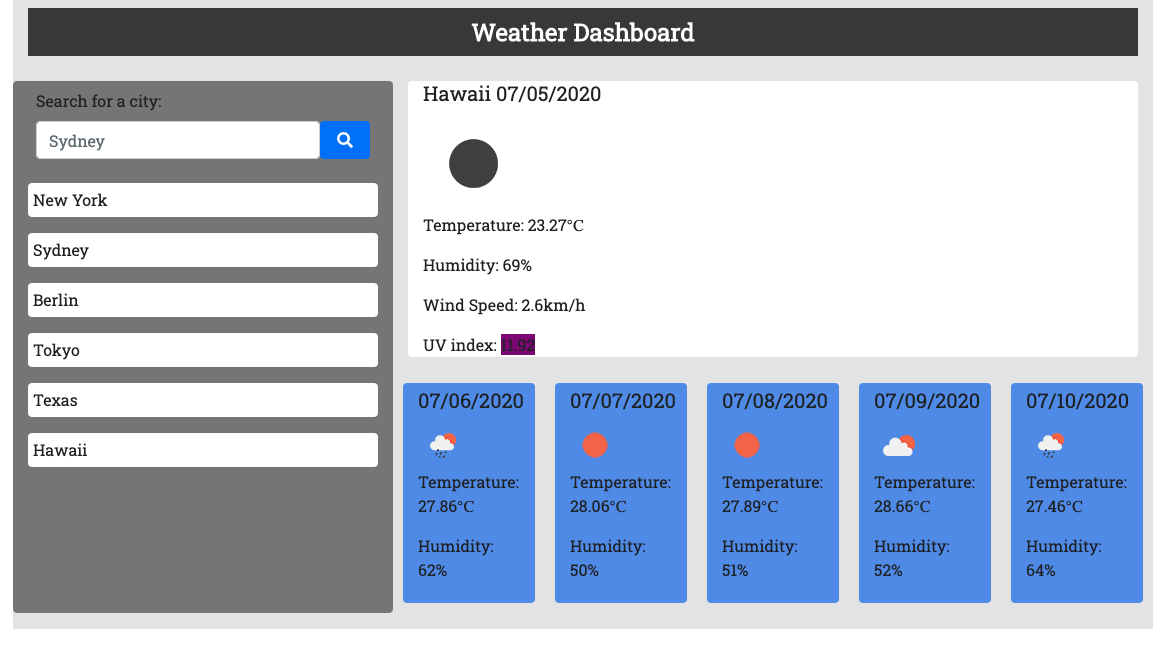 Weather Dashboard
Search for a city:
Sydney
New York
Sydney
Berlin
Tokyo
Texas
Hawaii
Hawaii 07/05/2020
Temperature: 23.27°C
Humidity: 69%
Wind Speed: 2.6km/h
UV index: 11.92
07/06/2020
Temperature:
27.86°C
Humidity:
62%
07/07/2020
Temperature:
28.06°C
Humidity:
50%
07/08/2020
Temperature:
27.89°C
Humidity:
51%
07/09/2020
Temperature:
28.66°C
Humidity:
52%
07/10/2020
Temperature:
27.46°C
Humidity:
64%